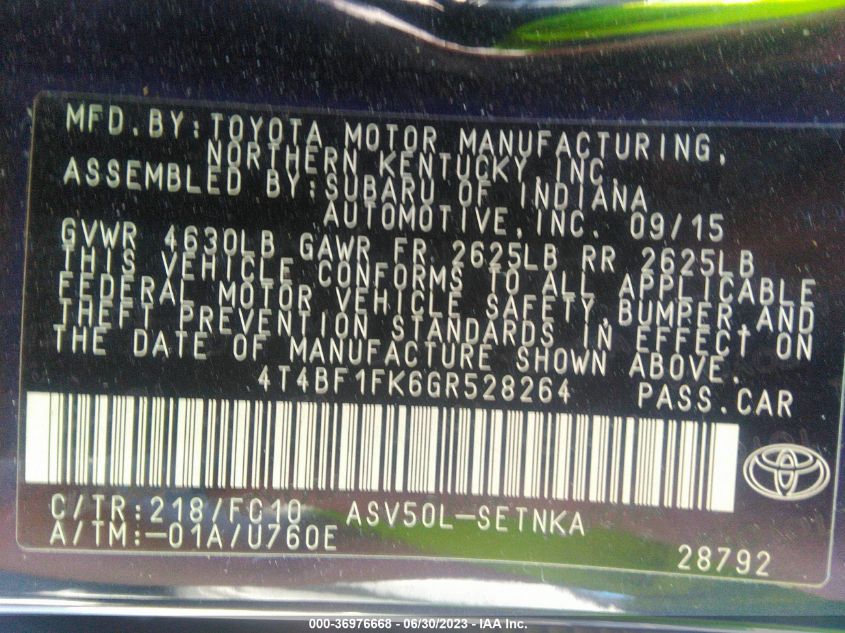 MFD.BY:TOYOTA MOTOR MANUFACTURING,
NORTHERN KENTUCKY,INC.
ASSEMBLED BY:SUBARU OF INDIANA
AUTOMOTIVE,INC. 09/15
GVWR 4630LB GAWR FR 2625LB RR 2625LB
THIS VEHICLE CONFORMS TO ALL APPLICABLE
FEDERAL MOTOR VEHICLE SAFETY,BUMPER,AND
THEFT PREVENTION STANDARDS IN EFFECT ON
THE DATE OF MANUFACTURE SHOWN ABOVE.
4T4BF1FK6GR528264 PASS.CAR
C/TR:218/FC10 ASV50L-SETNKA
A/TM:-01A/U760E
28792
000-36976668 - 06/30/2023 - IAA Inc.